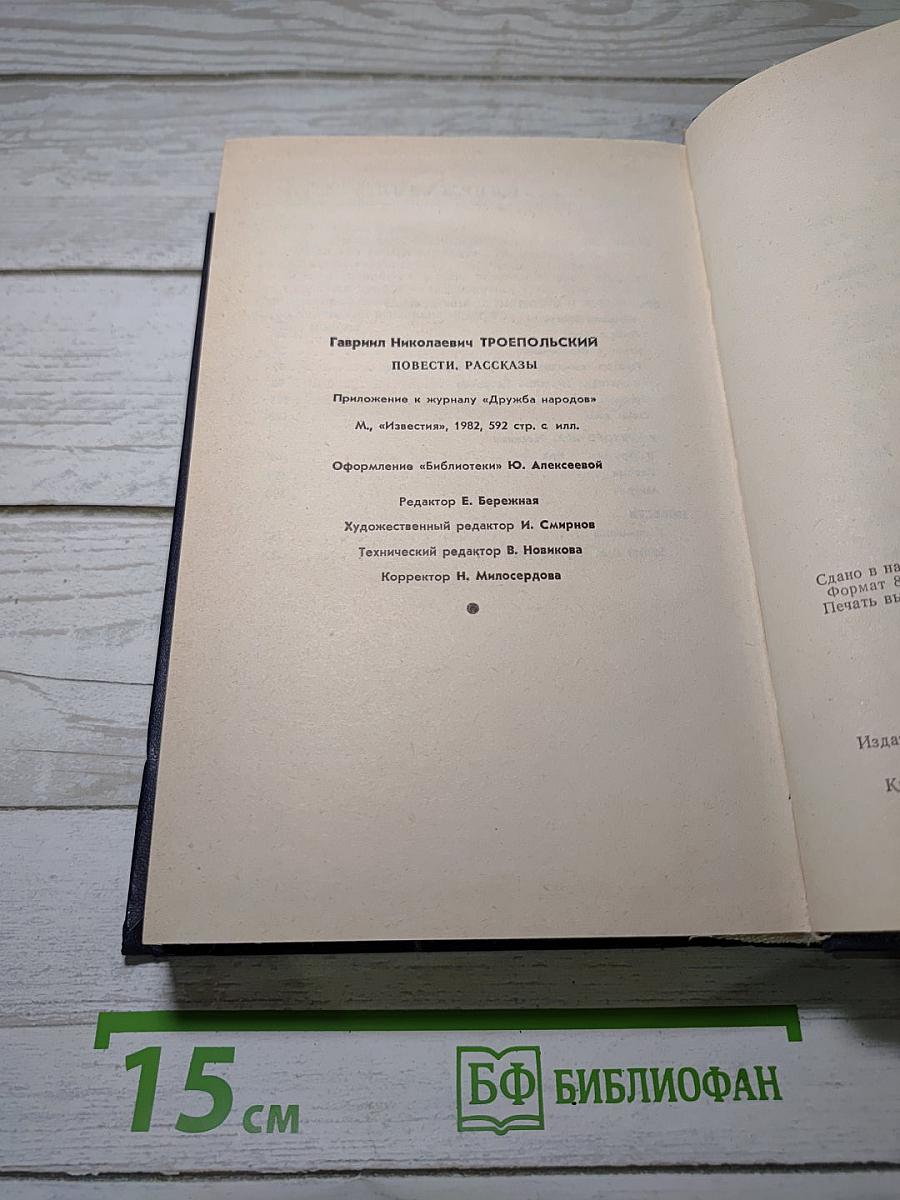 Гавриил Николаевич ТРОЕПОЛЬСКИЙ
ПОВЕСТИ, РАССКАЗЫ
Приложение к журналу «Дружба народов»
М., «Известия», 1982, 592 стр. с илл.
Оформление «Библиотеки» Ю. Алексеевой
Редактор Е. Бережная
Художественный редактор И. Смирнов
Технический редактор В. Новикова
Корректор Н. Милосердова
Сдано в на
Формат 8
Печать вы
Изда
К
15 см
БФ БИБЛИОФАН